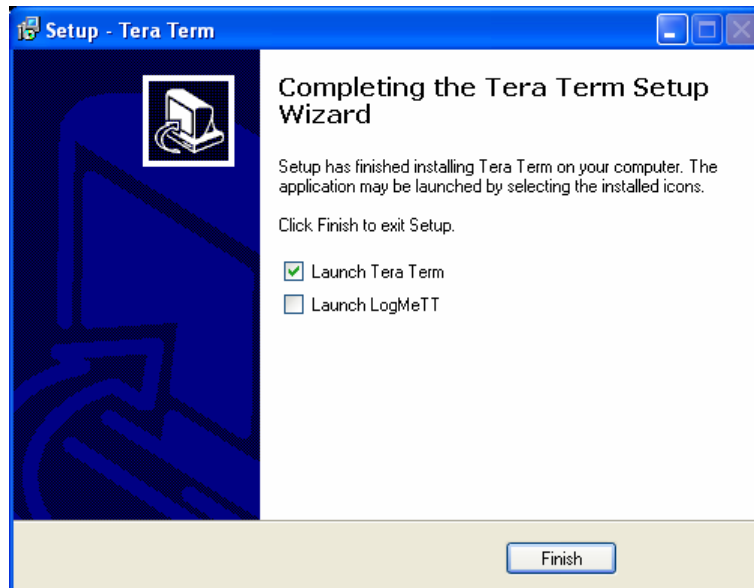 Setup - Tera Term
Completing the Tera Term Setup
Wizard
Setup has finished installing Tera Term on your computer. The
application may be launched by selecting the installed icons.
Click Finish to exit Setup.
Launch Tera Term
Launch LogMeTT
Finish